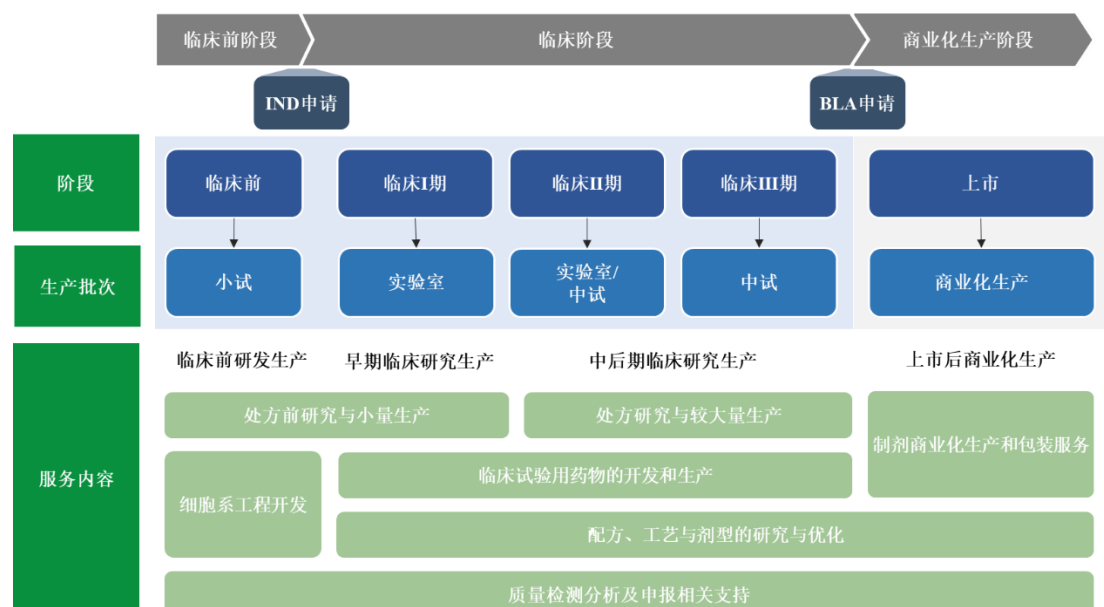 临床前阶段
临床阶段
商业化生产阶段
IND申请
BLA申请
阶段
临床前
临床I期
临床II期
临床III期
上市
生产批次
小试
实验室
实验室/
中试
中试
商业化生产
服务内容
临床前研发生产
早期临床研究生产
中后期临床研究生产
上市后商业化生产
处方前研究与小量生产
处方研究与较大量生产
制剂商业化生产和包装服务
细胞系工程开发
临床试验用药物的开发和生产
配方、工艺与剂型的研究与优化
质量检测分析及申报相关支持